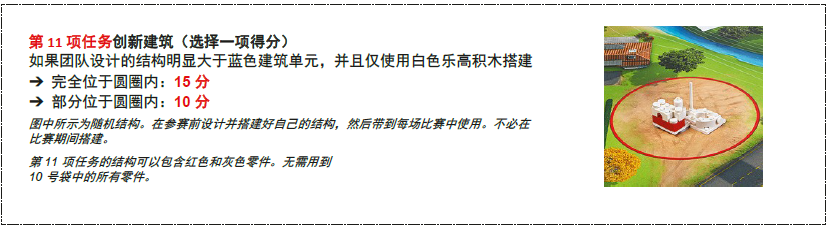 第 11 项任务创新建筑（选择一项得分）
如果团队设计的结构明显大于蓝色建筑单元，并且仅使用白色乐高积木搭建
➔ 完全位于圆圈内：15 分
➔ 部分位于圆圈内：10 分
图中所示为随机结构。在参赛前设计并搭建好自己的结构，然后带到每场比赛中使用。不必在
比赛期间搭建。
第 11 项任务的结构可以包含红色和灰色零件。无需用到
10 号袋中的所有零件。